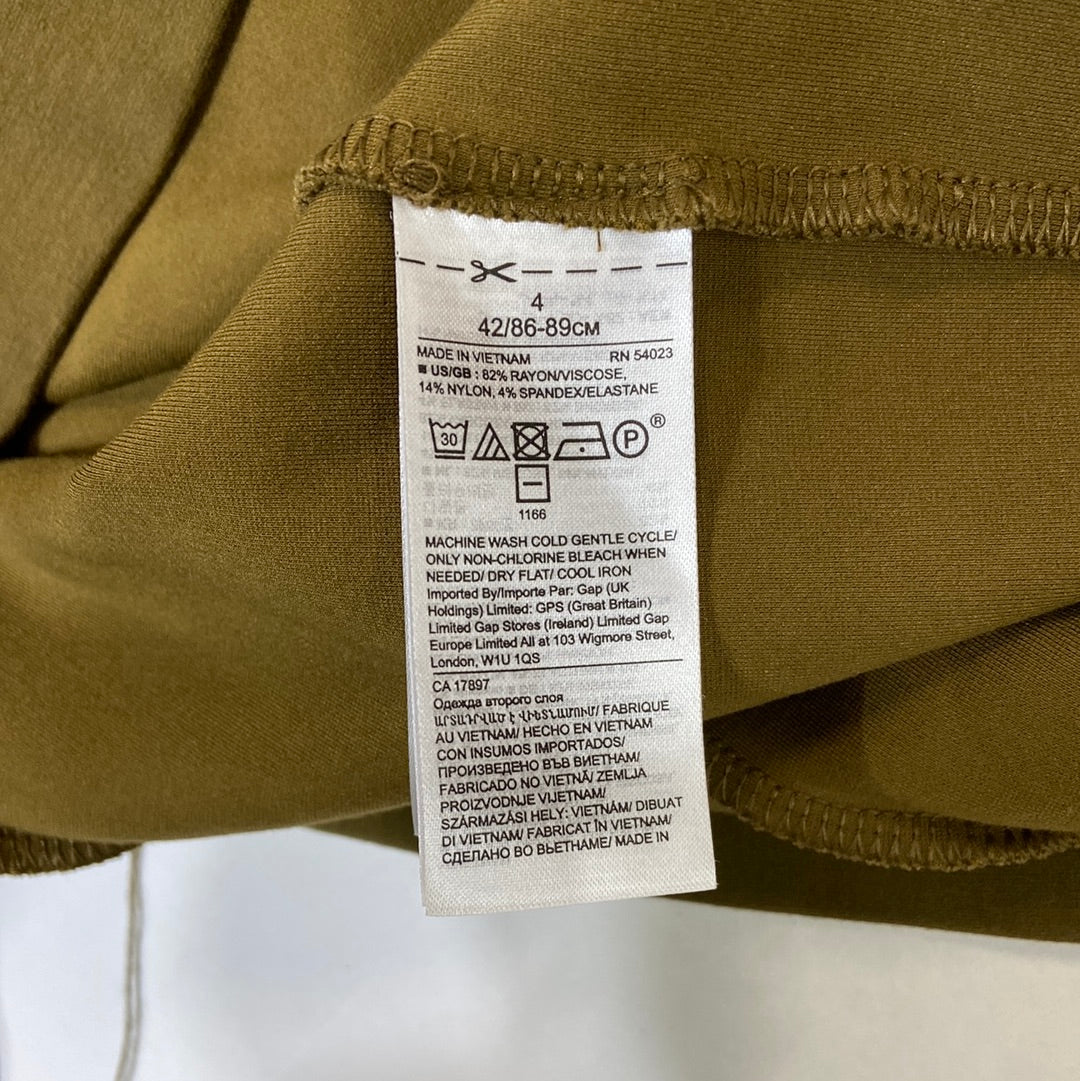 4
42/86-89CM
MADE IN VIETNAM RN 54023
■ US/GB : 82% RAYON/VISCOSE,
14% NYLON, 4% SPANDEX/ELASTANE
30 P ®
1166
MACHINE WASH COLD GENTLE CYCLE/
ONLY NON-CHLORINE BLEACH WHEN
NEEDED/ DRY FLAT/ COOL IRON
Imported By/Importe Par: Gap (UK
Holdings) Limited: GPS (Great Britain)
Limited Gap Stores (Ireland) Limited Gap
Europe Limited All at 103 Wigmore Street,
London, W1U 1QS
CA 17897
Одежда второго слоя
ԱՐՏԱԴՐՎԱԾ Է ՎԻԵՏՆԱՄՈՒՄ/ FABRIQUE
AU VIETNAM/ HECHO EN VIETNAM
CON INSUMOS IMPORTADOS/
ПРОИЗВЕДЕНО ВЪВ ВИЕТНАМ/
FABRICADO NO VIETNÃ/ ZEMLJA
PROIZVODNJE VIJETNAM/
SZÁRMAZÁSI HELY: VIETNÁM/ DIBUAT
DI VIETNAM/ FABRICAT ÎN VIETNAM/
СДЕЛАНО ВО ВЬЕТНАМЕ/ MADE IN